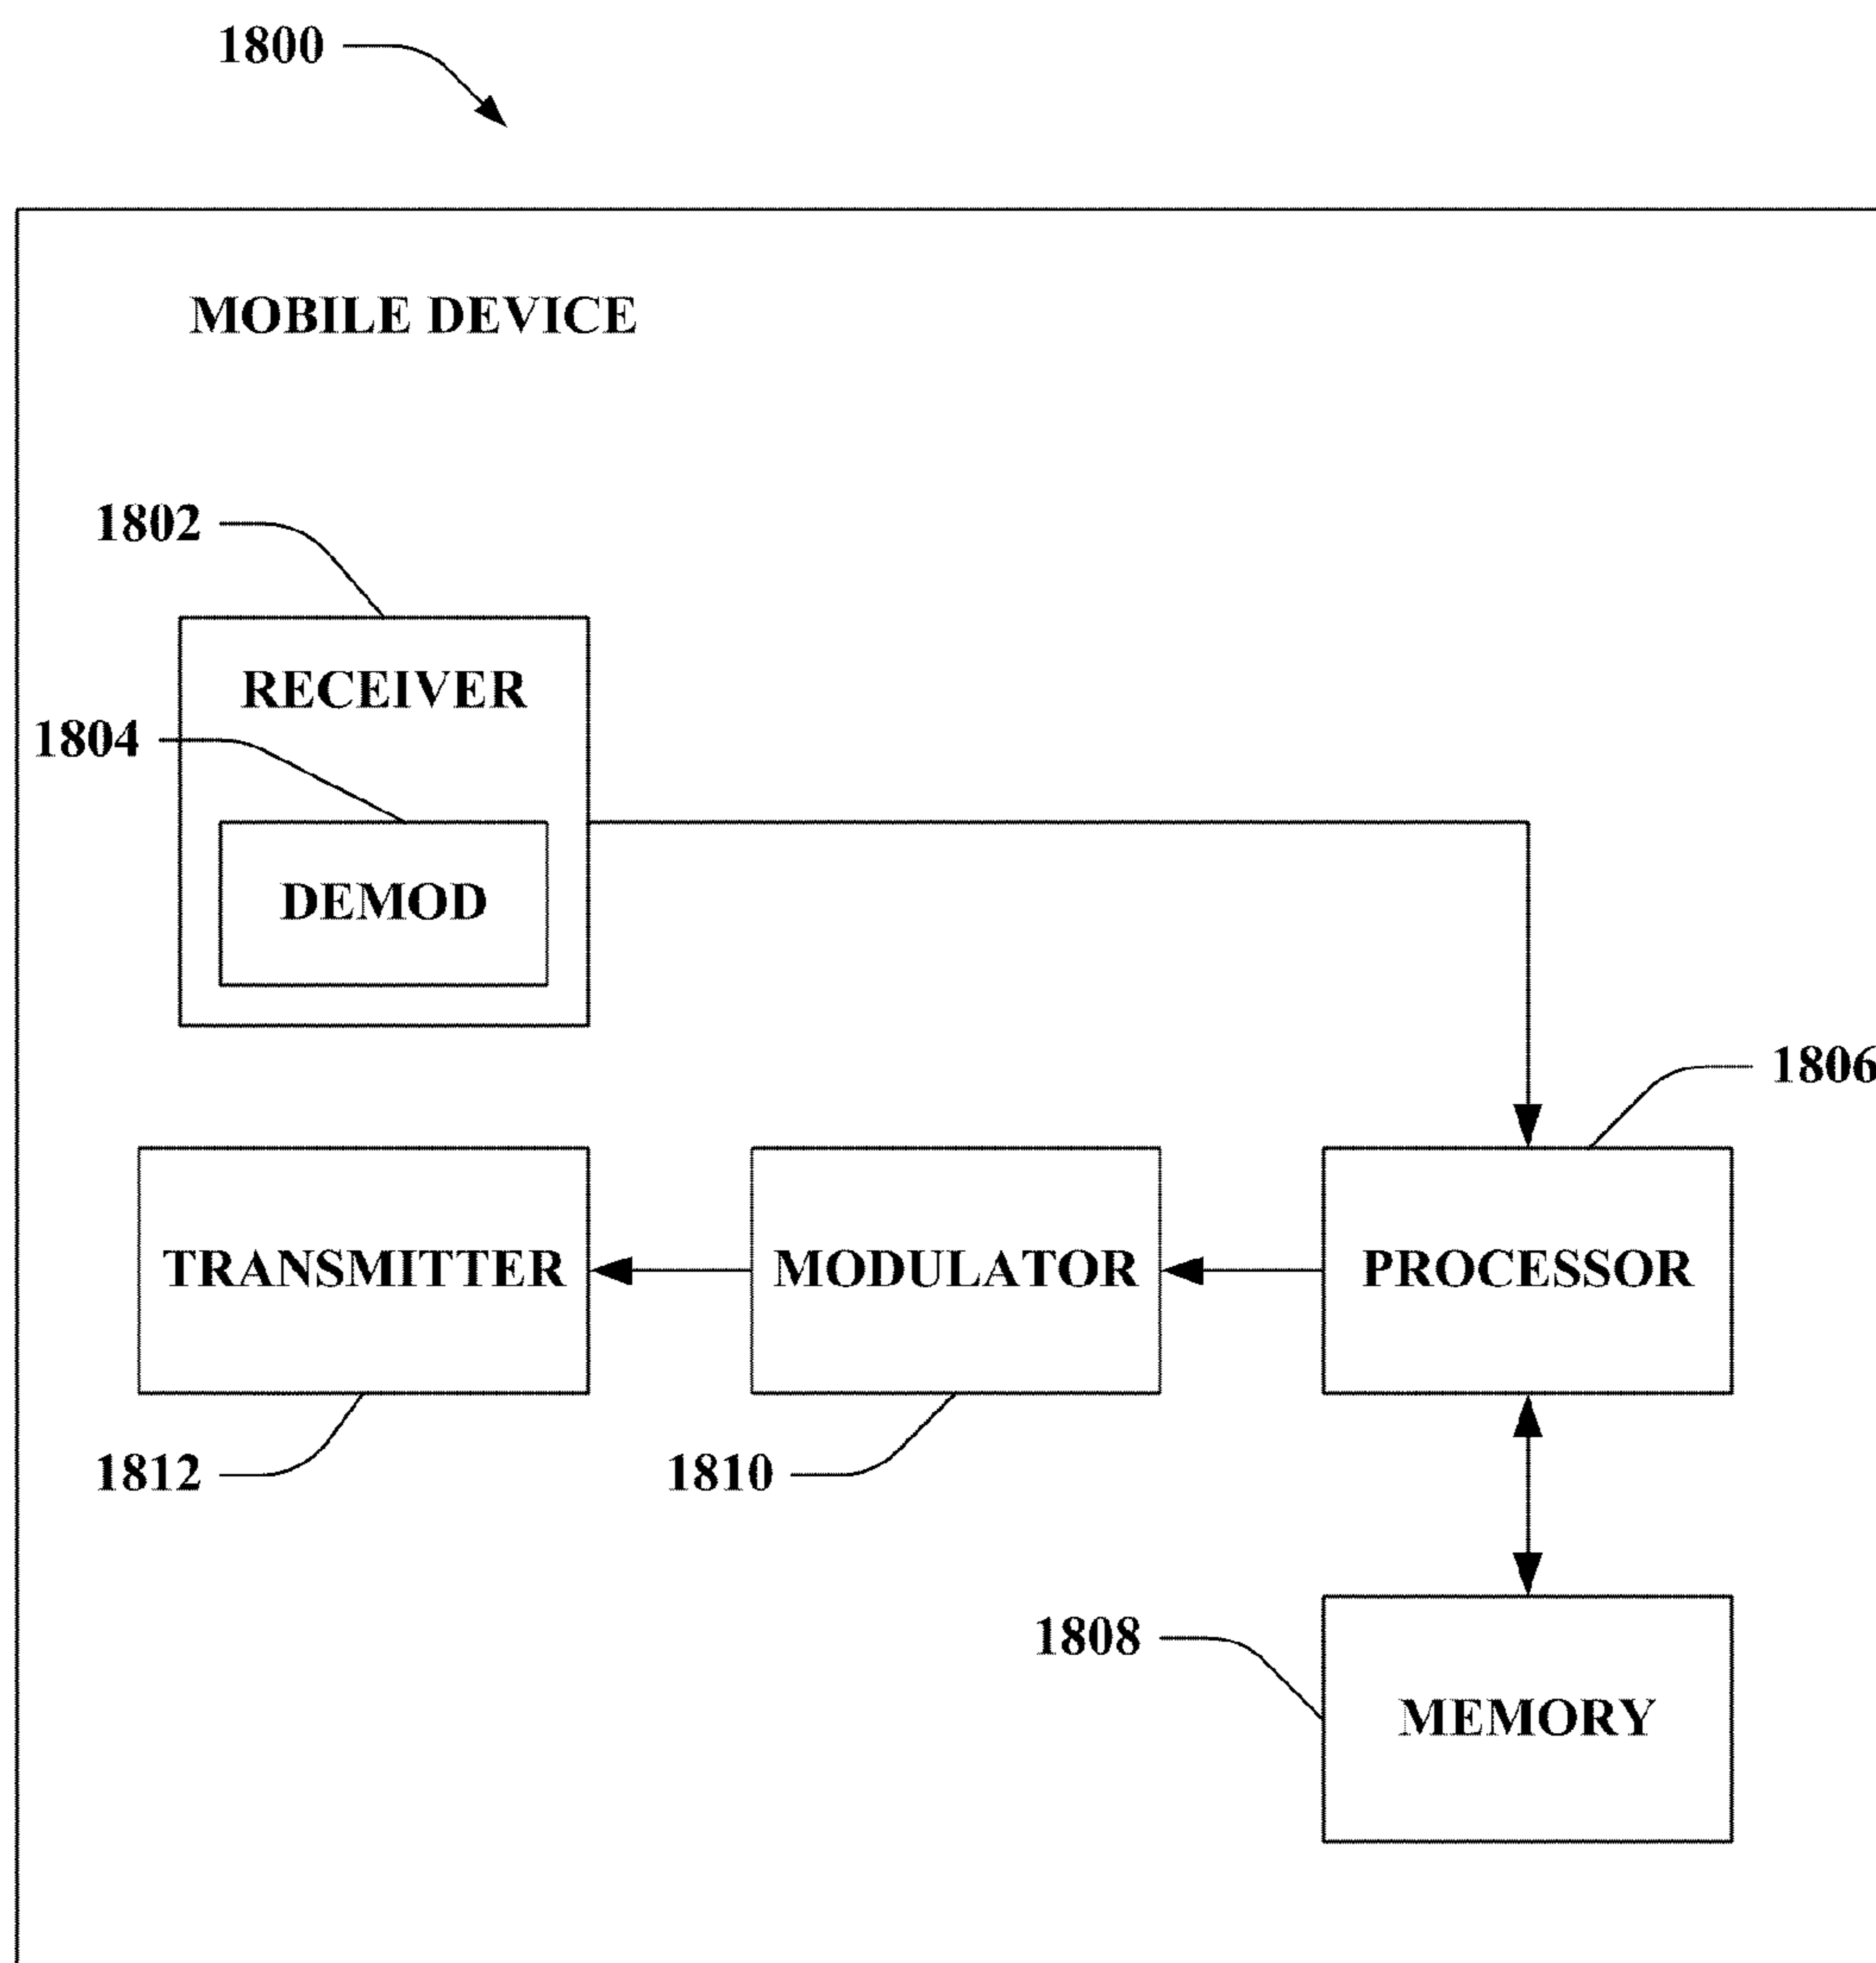 1800
MOBILE DEVICE
1802
RECEIVER
1804
DEMOD
1806
TRANSMITTER
MODULATOR
PROCESSOR
1812
1810
1808
MEMORY